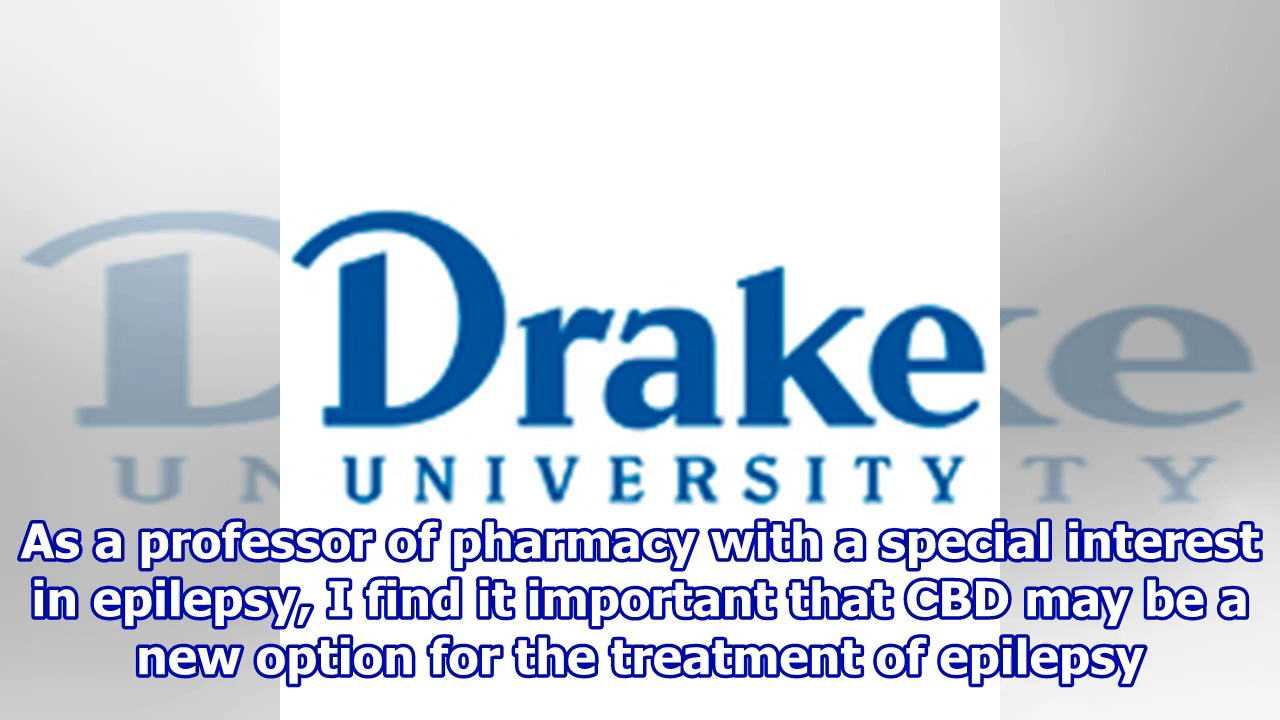 Drake
UNIVERSITY
As a professor of pharmacy with a special interest
in epilepsy, I find it important that CBD may be a
new option for the treatment of epilepsy